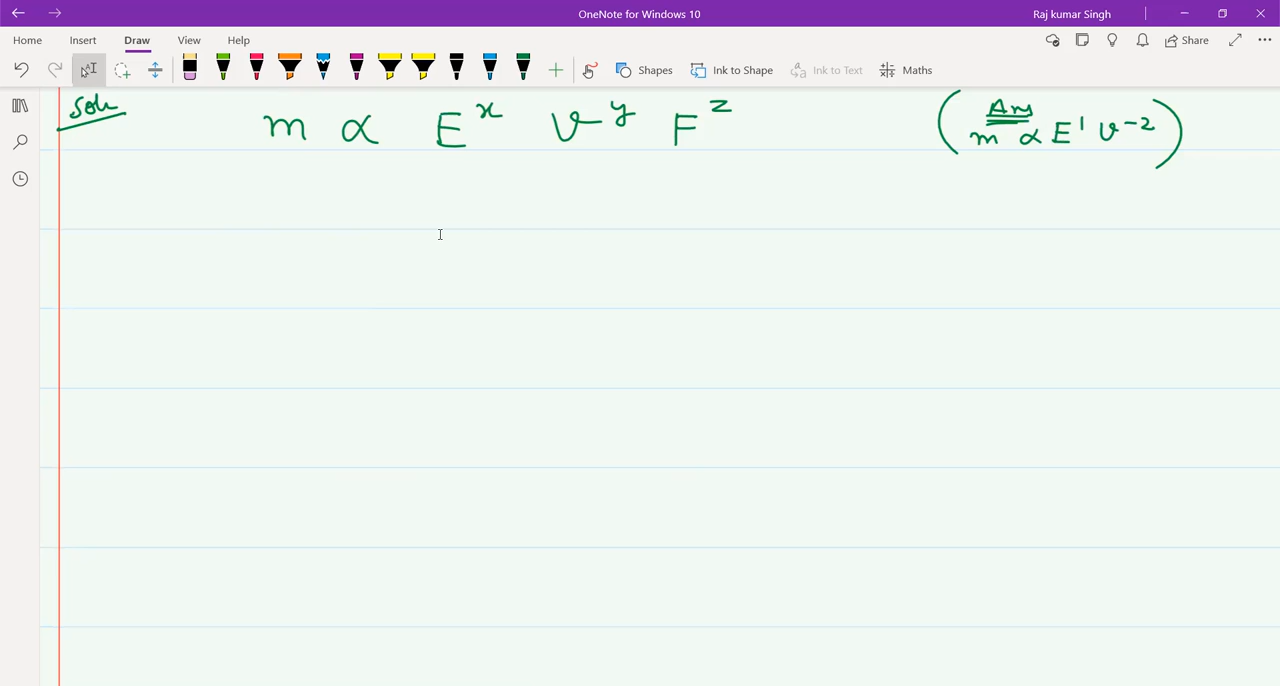 OneNote for Windows 10
Raj kumar Singh
Home Insert Draw View Help
Share
Shapes Ink to Shape Ink to Text Maths
Soln
m ∝ E^x v^y F^z
Ans
(m ∝ E^1 v^-2)